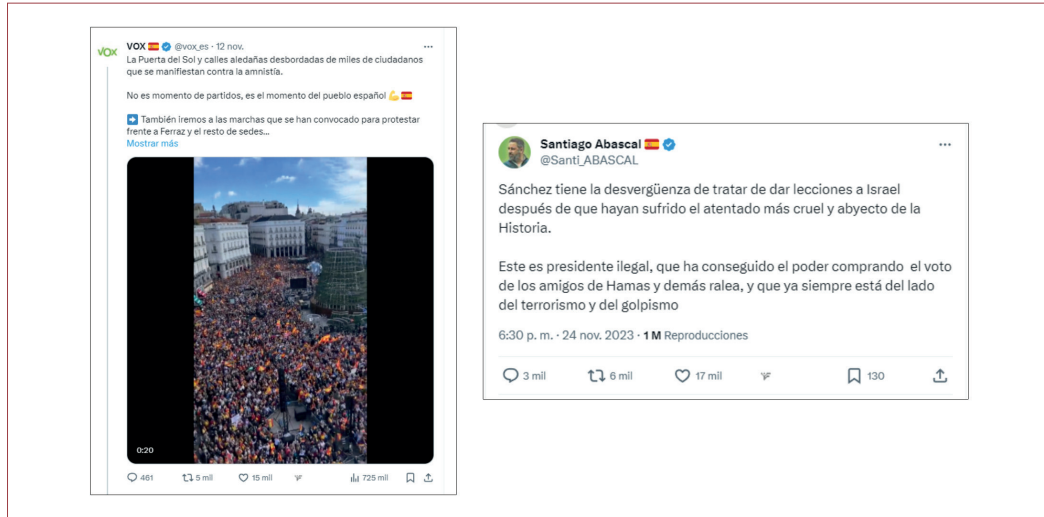 VOX
VOX 🇪🇸 @vox_es · 12 nov.
La Puerta del Sol y calles aledañas desbordadas de miles de ciudadanos
que se manifiestan contra la amnistía.
No es momento de partidos, es el momento del pueblo español 💪 🇪🇸
➡️ También iremos a las marchas que se han convocado para protestar
frente a Ferraz y el resto de sedes...
Mostrar más
0:20
461 5 mil 15 mil 725 mil
Santiago Abascal 🇪🇸
@Santi_ABASCAL
Sánchez tiene la desvergüenza de tratar de dar lecciones a Israel
después de que hayan sufrido el atentado más cruel y abyecto de la
Historia.
Este es presidente ilegal, que ha conseguido el poder comprando el voto
de los amigos de Hamas y demás ralea, y que ya siempre está del lado
del terrorismo y del golpismo
6:30 p. m. · 24 nov. 2023 · 1 M Reproducciones
3 mil 6 mil 17 mil 130